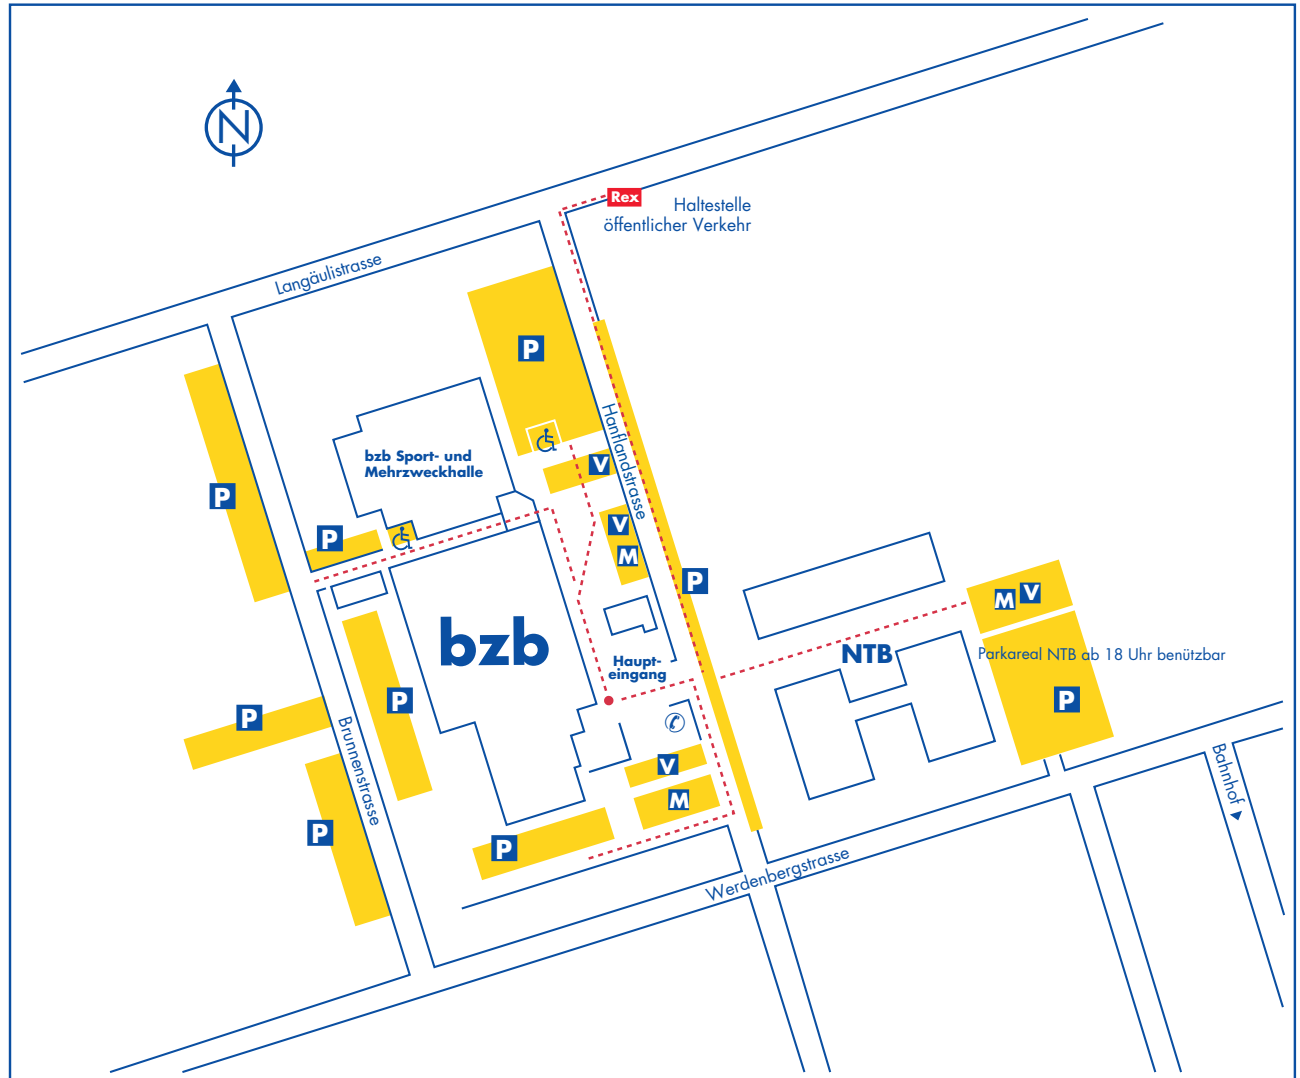 N
Rex
Haltestelle
öffentlicher Verkehr
Langäulistrasse
P
Hanflandstrasse
bzb Sport- und
Mehrzweckhalle
V
P
V
P
M
P
bzb
Haupt-
eingang
NTB
M
V
Parkareal NTB ab 18 Uhr benützbar
P
P
P
Brunnenstrasse
V
M
P
P
Werdenbergstrasse
Bahnhof